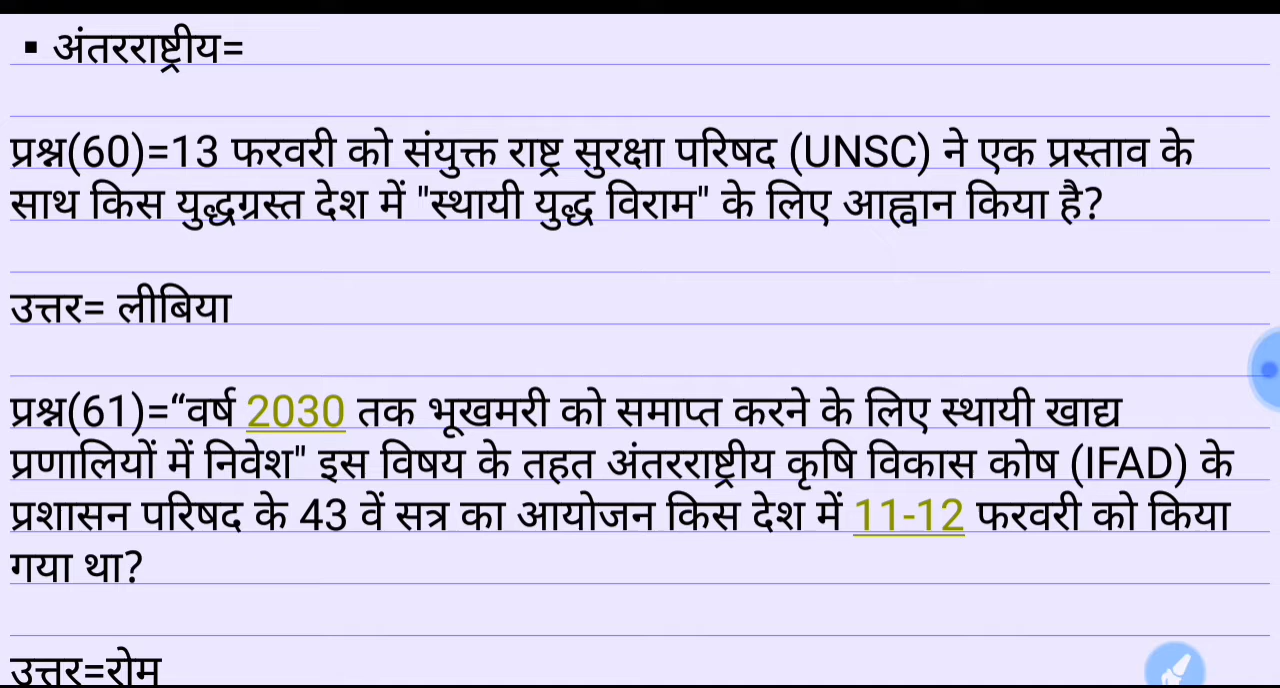 ▪ अंतरराष्ट्रीय=
प्रश्न(60)=13 फरवरी को संयुक्त राष्ट्र सुरक्षा परिषद (UNSC) ने एक प्रस्ताव के
साथ किस युद्धग्रस्त देश में "स्थायी युद्ध विराम" के लिए आह्वान किया है?
उत्तर= लीबिया
प्रश्न(61)=“वर्ष 2030 तक भूखमरी को समाप्त करने के लिए स्थायी खाद्य
प्रणालियों में निवेश" इस विषय के तहत अंतरराष्ट्रीय कृषि विकास कोष (IFAD) के
प्रशासन परिषद के 43 वें सत्र का आयोजन किस देश में 11-12 फरवरी को किया
गया था?
उत्तर=रोम